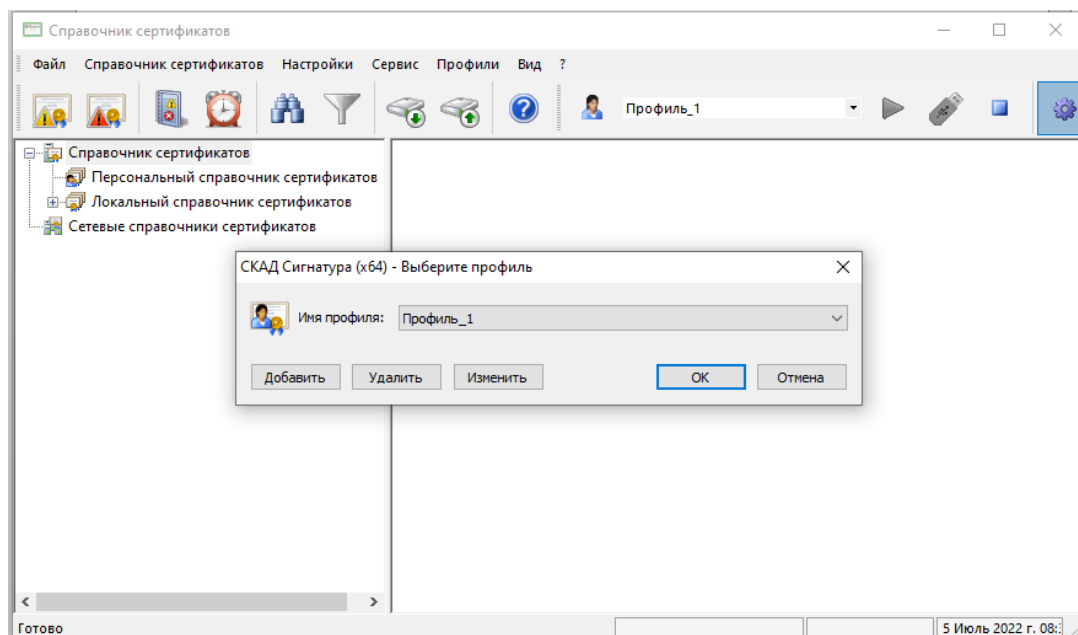 Справочник сертификатов
Файл Справочник сертификатов Настройки Сервис Профили Вид ?
Профиль_1
Справочник сертификатов
Персональный справочник сертификатов
Локальный справочник сертификатов
Сетевые справочники сертификатов
СКАД Сигнатура (x64) - Выберите профиль
Имя профиля: Профиль_1
Добавить Удалить Изменить ОК Отмена
Готово 5 Июль 2022 г. 08: